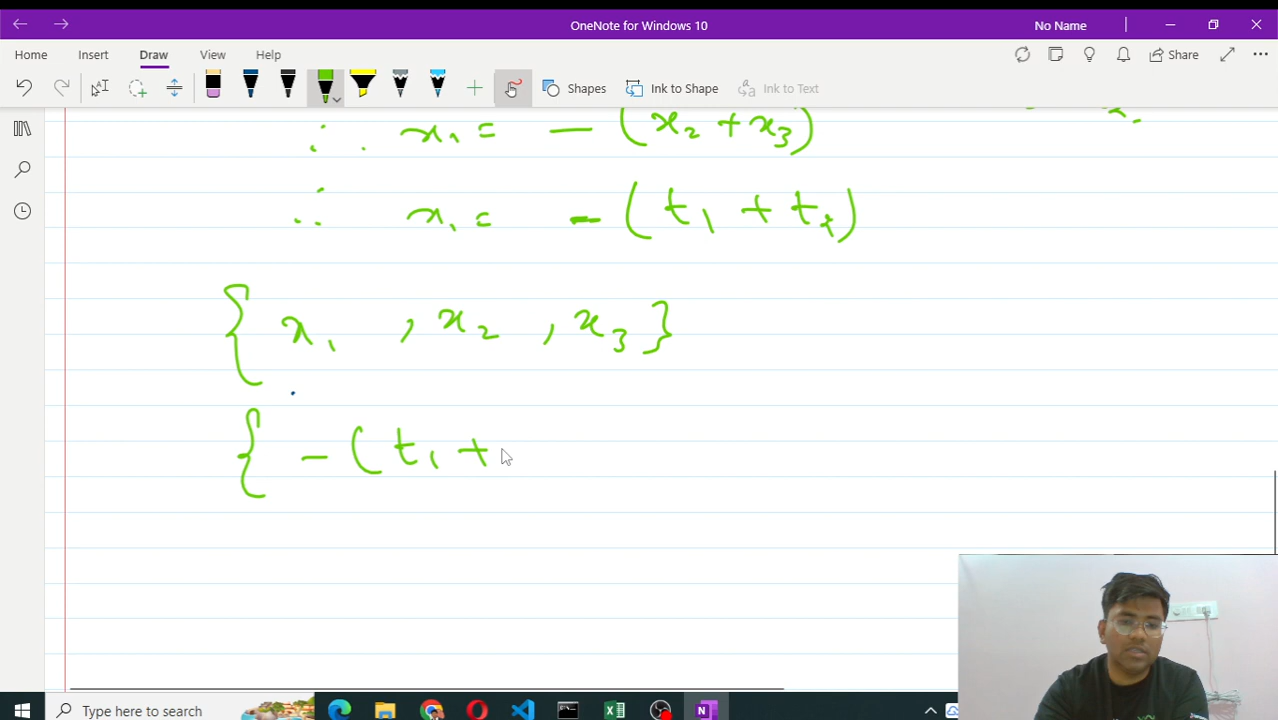 OneNote for Windows 10
No Name
Home Insert Draw View Help
Share
Shapes
Ink to Shape
Ink to Text
∴ x₁ = − (x₂ + x₃)
∴ x₁ = − (t₁ + t₂)
{ x₁ , x₂ , x₃ }
{ − (t₁ +
Type here to search